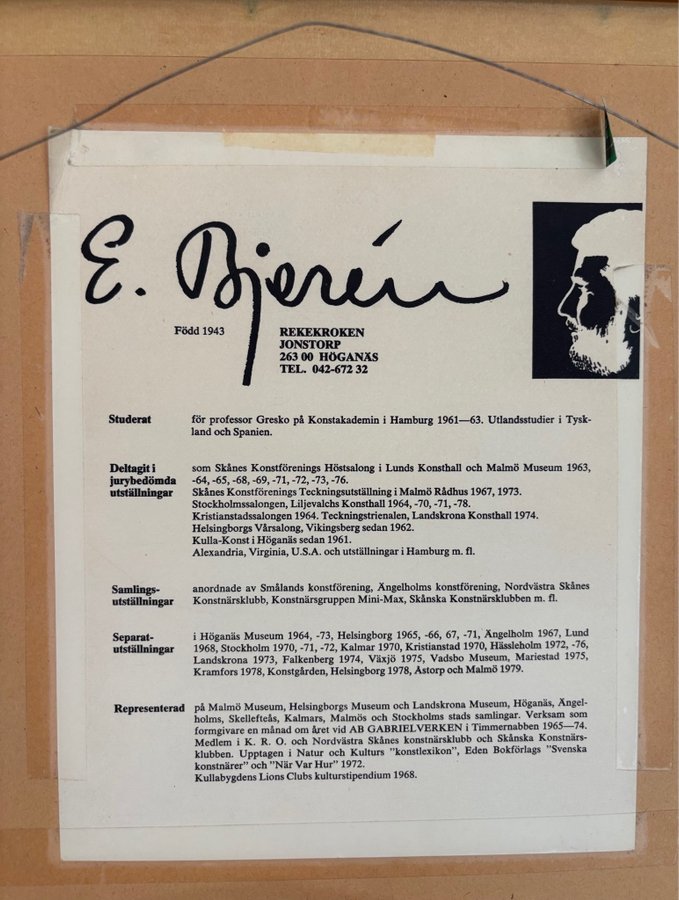 E. Bjerén
Född 1943
REKEKROKEN
JONSTORP
263 00 HÖGANÄS
TEL. 042-672 32
Studerat
för professor Gresko på Konstakademin i Hamburg 1961—63. Utlandsstudier i Tysk-
land och Spanien.
Deltagit i
jurybedömda
utställningar
som Skånes Konstförenings Höstsalong i Lunds Konsthall och Malmö Museum 1963,
-64, -65, -68, -69, -71, -72, -73, -76.
Skånes Konstförenings Teckningsutställning i Malmö Rådhus 1967, 1973.
Stockholmssalongen, Liljevalchs Konsthall 1964, -70, -71, -78.
Kristianstadssalongen 1964. Teckningstrienalen, Landskrona Konsthall 1974.
Helsingborgs Vårsalong, Vikingsberg sedan 1962.
Kulla-Konst i Höganäs sedan 1961.
Alexandria, Virginia, U.S.A. och utställningar i Hamburg m. fl.
Samlings-
utställningar
anordnade av Smålands konstförening, Ängelholms konstförening, Nordvästra Skånes
Konstnärsklubb, Konstnärsgruppen Mini-Max, Skånska Konstnärsklubben m. fl.
Separat-
utställningar
i Höganäs Museum 1964, -73, Helsingborg 1965, -66, 67, -71, Ängelholm 1967, Lund
1968, Stockholm 1970, -71, -72, Kalmar 1970, Kristianstad 1970, Hässleholm 1972, -76,
Landskrona 1973, Falkenberg 1974, Växjö 1975, Vadsbo Museum, Mariestad 1975,
Kramfors 1978, Konstgården, Helsingborg 1978, Åstorp och Malmö 1979.
Representerad
på Malmö Museum, Helsingborgs Museum och Landskrona Museum, Höganäs, Ängel-
holms, Skellefteås, Kalmars, Malmös och Stockholms stads samlingar. Verksam som
formgivare en månad om året vid AB GABRIELVERKEN i Timmernabben 1965—74.
Medlem i K. R. O. och Nordvästra Skånes konstnärsklubb och Skånska Konstnärs-
klubben. Upptagen i Natur och Kulturs "konstlexikon", Eden Bokförlags "Svenska
konstnärer" och "När Var Hur" 1972.
Kullabygdens Lions Clubs kulturstipendium 1968.